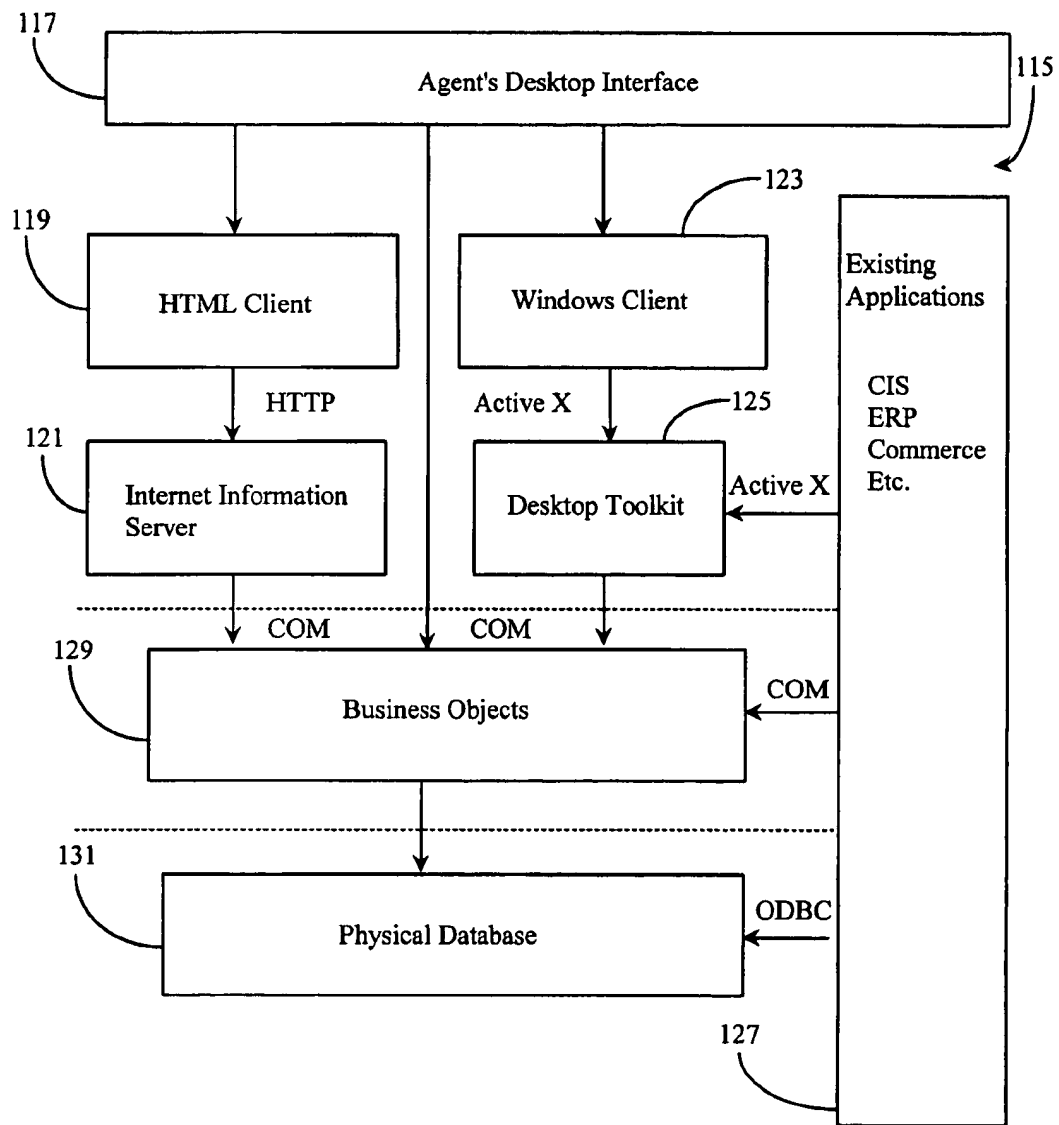 117
Agent's Desktop Interface
115
123
119
HTML Client
Windows Client
Existing
Applications
CIS
ERP
Commerce
Etc.
HTTP
Active X
125
121
Internet Information
Server
Desktop Toolkit
Active X
COM
COM
129
Business Objects
COM
131
Physical Database
ODBC
127